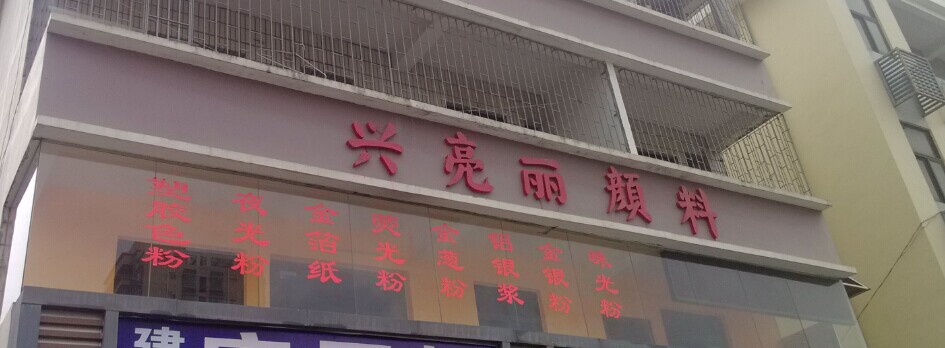 兴亮丽颜料
塑胶色粉
夜光粉
金箔纸
荧光粉
金葱粉
铝银浆
金银粉
珠光粉
建